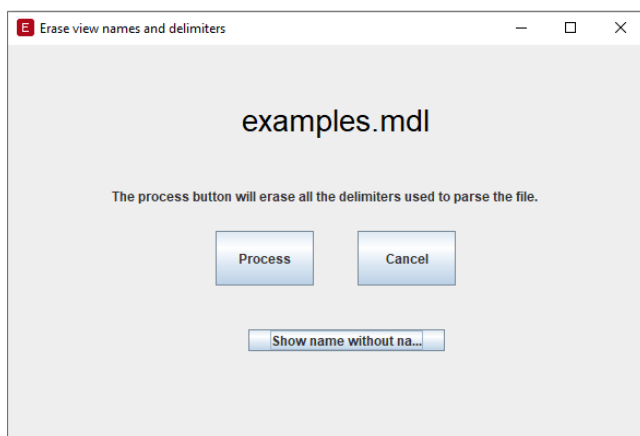 E Erase view names and delimiters
examples.mdl
The process button will erase all the delimiters used to parse the file.
Process Cancel
Show name without na...